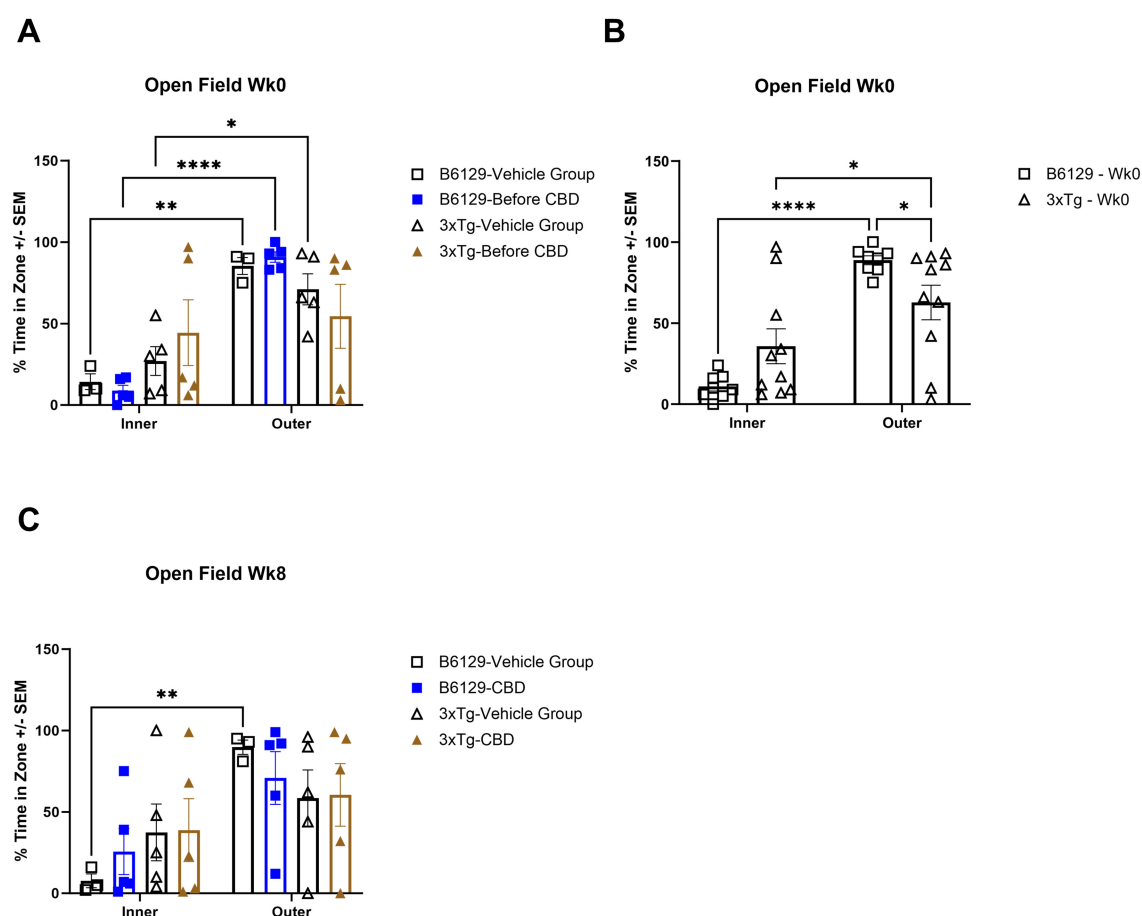 A
Open Field Wk0
*
****
**
150
100
50
0
% Time in Zone +/- SEM
Inner
Outer
B6129-Vehicle Group
B6129-Before CBD
3xTg-Vehicle Group
3xTg-Before CBD
B
Open Field Wk0
*
****
*
150
100
50
0
% Time in Zone +/- SEM
Inner
Outer
B6129 - Wk0
3xTg - Wk0
C
Open Field Wk8
**
150
100
50
0
% Time in Zone +/- SEM
Inner
Outer
B6129-Vehicle Group
B6129-CBD
3xTg-Vehicle Group
3xTg-CBD